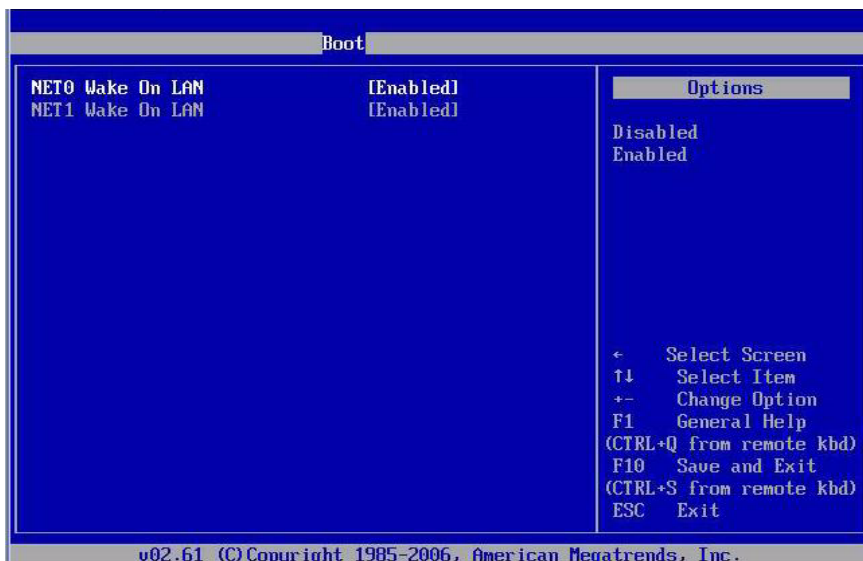 Boot
NET0 Wake On LAN [Enabled]
NET1 Wake On LAN [Enabled]
Options
Disabled
Enabled
← Select Screen
↑↓ Select Item
+- Change Option
F1 General Help
(CTRL+Q from remote kbd)
F10 Save and Exit
(CTRL+S from remote kbd)
ESC Exit
v02.61 (C)Copyright 1985-2006, American Megatrends, Inc.